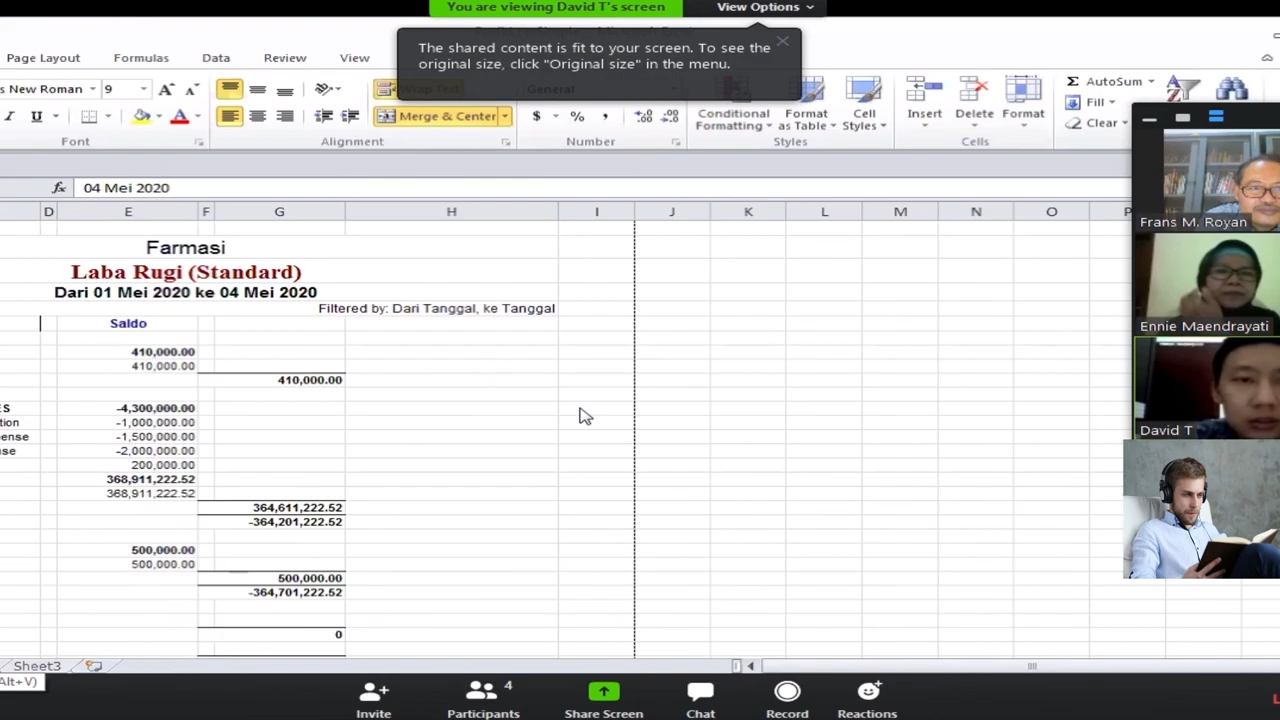 You are viewing David T's screen
View Options
The shared content is fit to your screen. To see the
original size, click "Original size" in the menu.
Page Layout
Formulas
Data
Review
View
s New Roman
9
General
AutoSum
Fill
Clear
U
Merge & Center
$ % ,
Conditional
Formatting
Format
as Table
Cell
Styles
Insert
Delete
Format
Font
Alignment
Number
Styles
Cells
fx
04 Mei 2020
D E F G H I J K L M N O P
Farmasi
Laba Rugi (Standard)
Dari 01 Mei 2020 ke 04 Mei 2020
Filtered by: Dari Tanggal, ke Tanggal
Saldo
410,000.00
410,000.00
410,000.00
ES -4,300,000.00
tion -1,000,000.00
ense -1,500,000.00
se -2,000,000.00
200,000.00
368,911,222.52
368,911,222.52
364,611,222.52
-364,201,222.52
500,000.00
500,000.00
500,000.00
-364,701,222.52
0
Frans M. Royan
Ennie Maendrayati
David T
Sheet3
Alt+V)
Invite
4
Participants
Share Screen
Chat
Record
Reactions